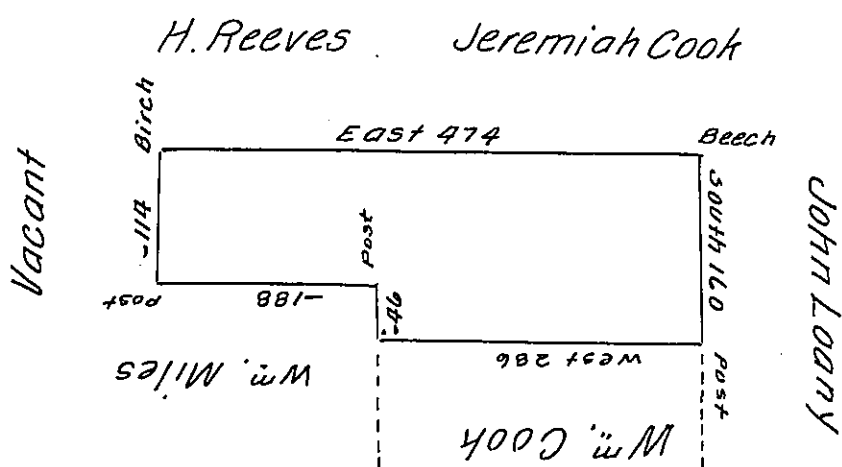 H. Reeves Jeremiah Cook
Birch
East 474
Beech
Vacant
-114
Post
South 160
John Loany
Post
-188
-46
West 286
Post
Wm. Miles
Wm. Cook